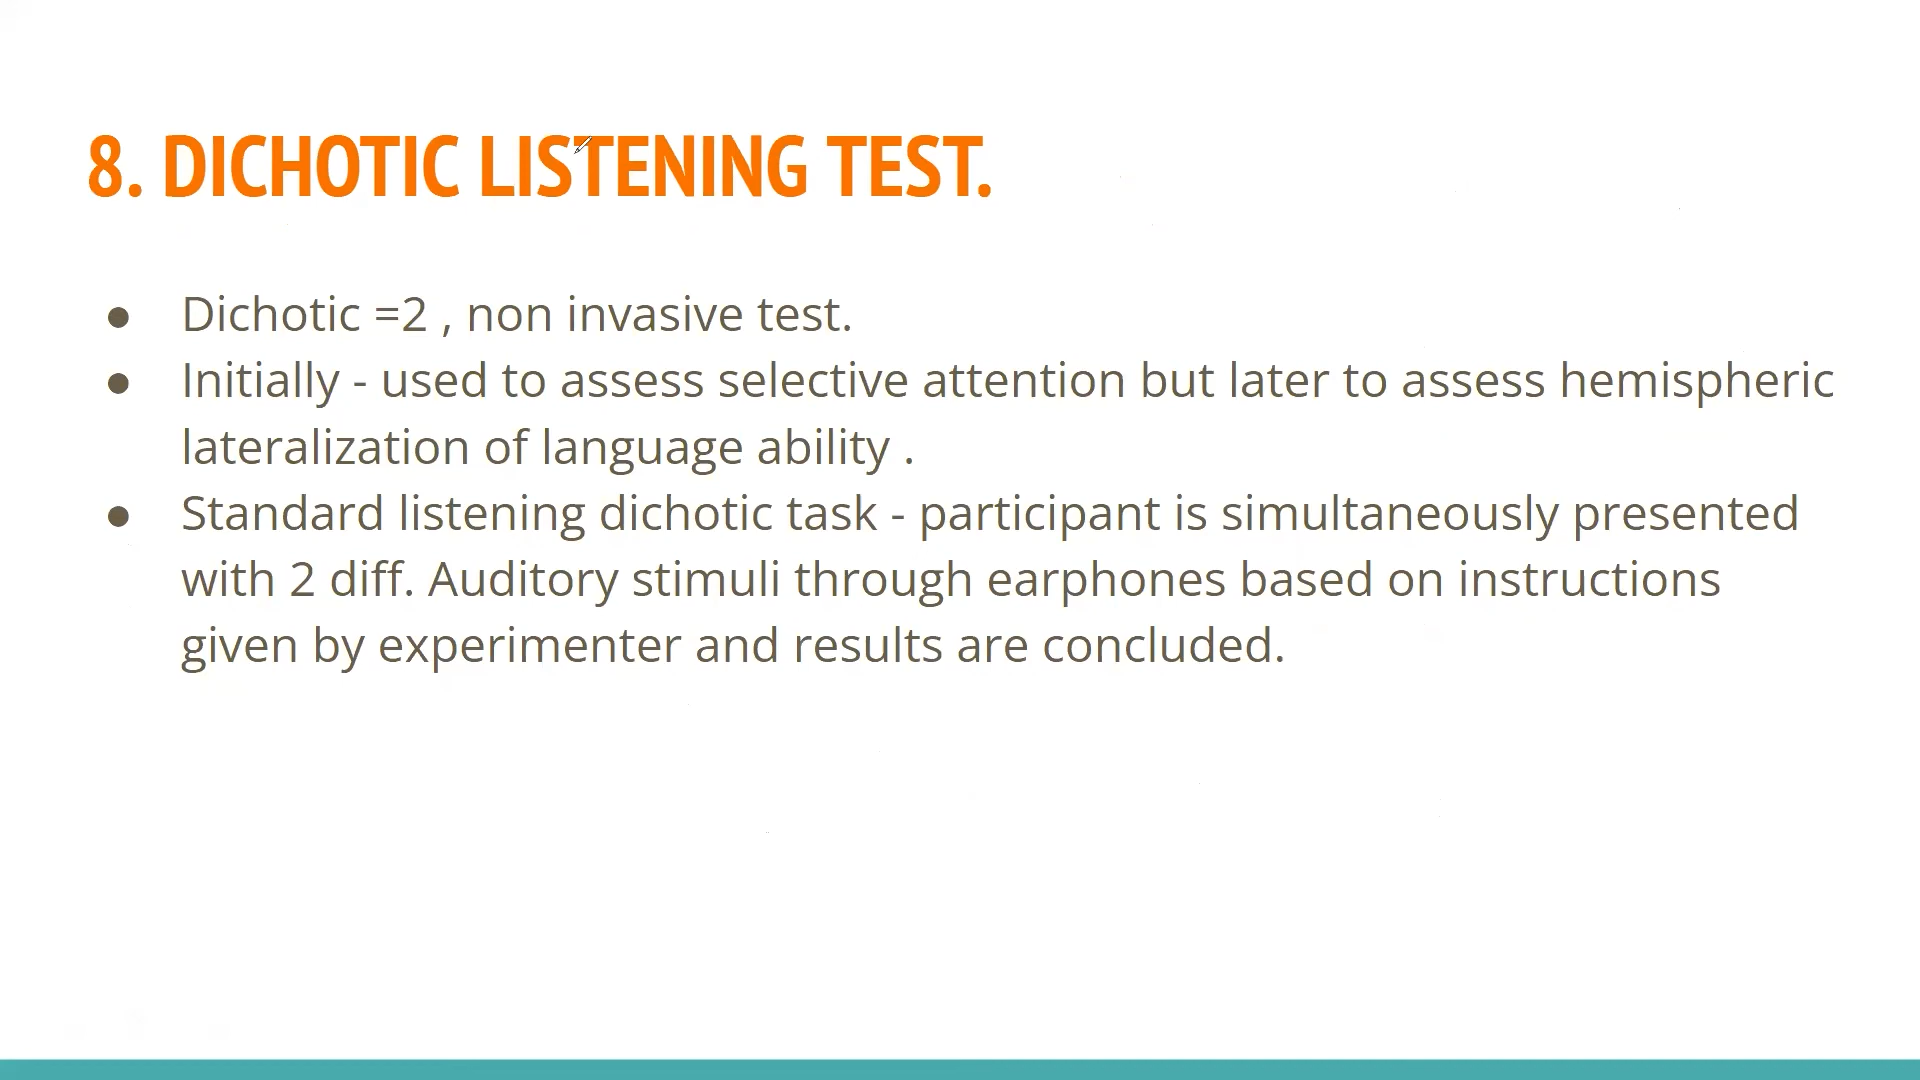 8. DICHOTIC LISTENING TEST.
● Dichotic =2 , non invasive test.
● Initially - used to assess selective attention but later to assess hemispheric
lateralization of language ability .
● Standard listening dichotic task - participant is simultaneously presented
with 2 diff. Auditory stimuli through earphones based on instructions
given by experimenter and results are concluded.